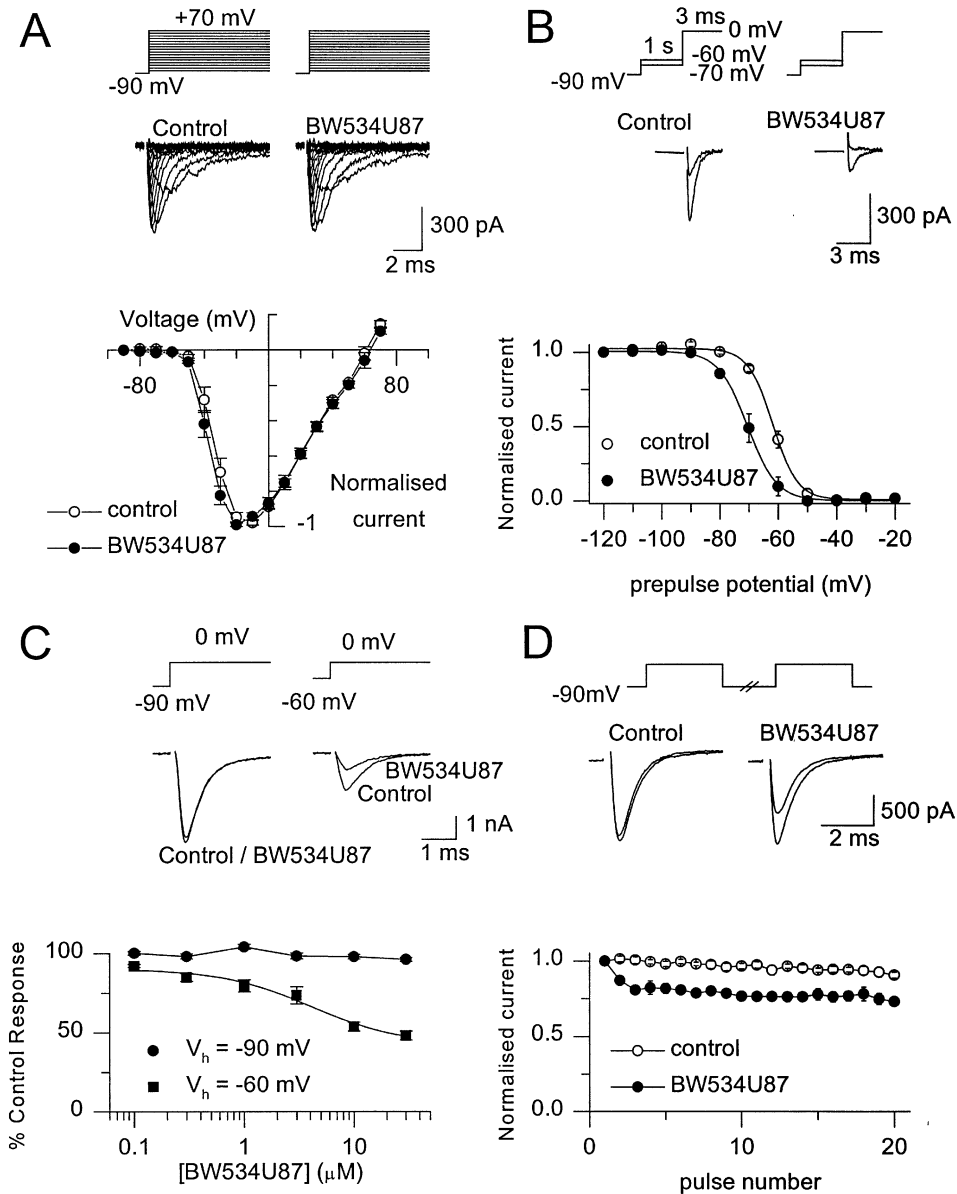 A
+70 mV
-90 mV
Control
BW534U87
300 pA
2 ms
Voltage (mV)
-80
80
Normalised
current
-1
control
BW534U87
B
3 ms
0 mV
1 s
-60 mV
-90 mV
-70 mV
Control
BW534U87
300 pA
3 ms
Normalised current
1.0
0.5
0.0
control
BW534U87
-120
-100
-80
-60
-40
-20
prepulse potential (mV)
C
0 mV
0 mV
-90 mV
-60 mV
BW534U87
Control
Control / BW534U87
1 nA
1 ms
% Control Response
100
50
0
Vh = -90 mV
Vh = -60 mV
0.1
1
10
[BW534U87] (μM)
D
-90mV
Control
BW534U87
500 pA
2 ms
Normalised current
1.0
0.5
0.0
control
BW534U87
0
10
20
pulse number